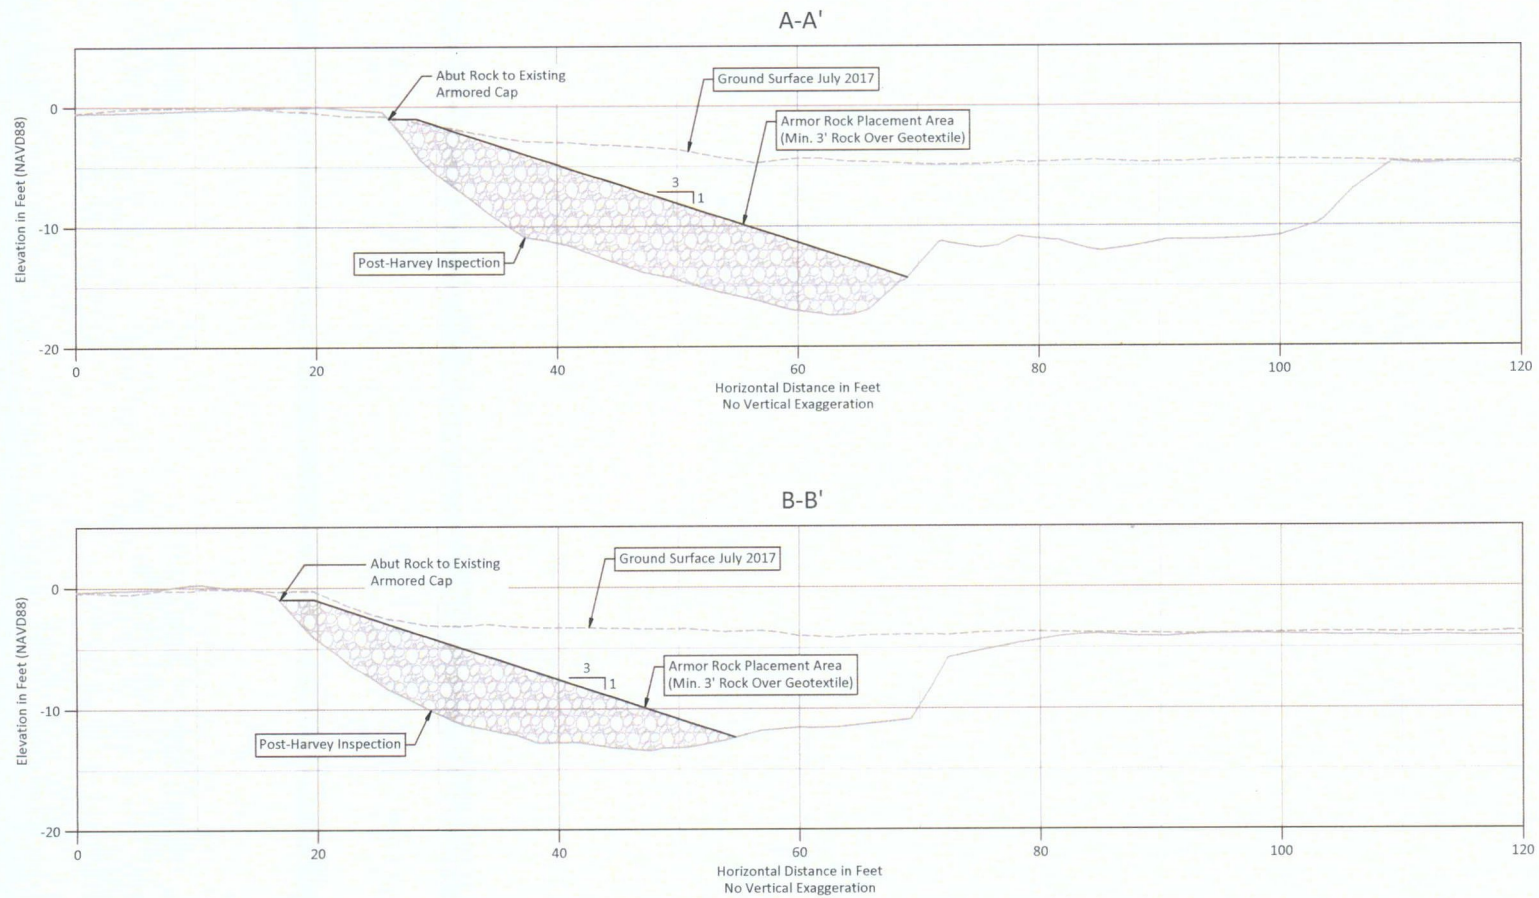 A-A'
Abut Rock to Existing
Armored Cap
Ground Surface July 2017
Armor Rock Placement Area
(Min. 3' Rock Over Geotextile)
3
1
Post-Harvey Inspection
Elevation in Feet (NAVD88)
0
-10
-20
0
20
40
60
80
100
120
Horizontal Distance in Feet
No Vertical Exaggeration
B-B'
Abut Rock to Existing
Armored Cap
Ground Surface July 2017
Armor Rock Placement Area
(Min. 3' Rock Over Geotextile)
3
1
Post-Harvey Inspection
Elevation in Feet (NAVD88)
0
-10
-20
0
20
40
60
80
100
120
Horizontal Distance in Feet
No Vertical Exaggeration